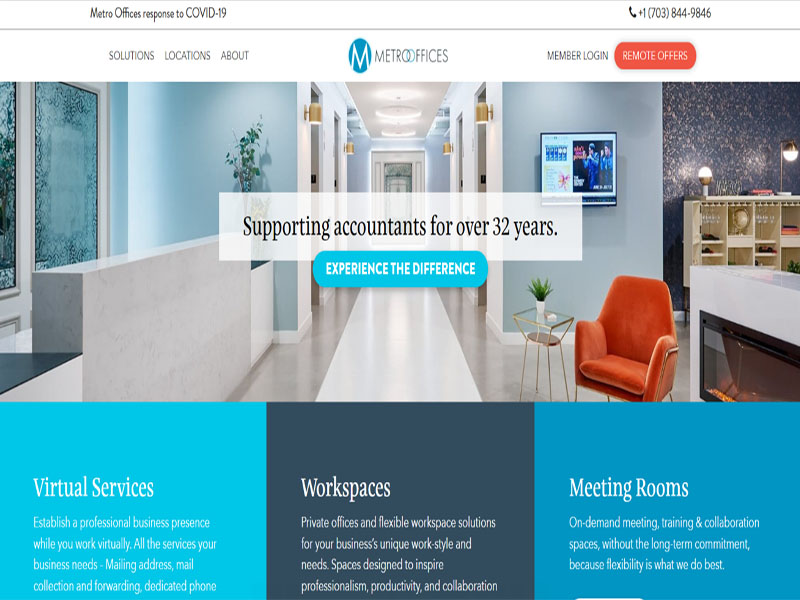 Metro Offices response to COVID-19
+1 (703) 844-9846
SOLUTIONS LOCATIONS ABOUT
M METROOFFICES
MEMBER LOGIN REMOTE OFFERS
Supporting accountants for over 32 years.
EXPERIENCE THE DIFFERENCE
Virtual Services
Establish a professional business presence
while you work virtually. All the services your
business needs - Mailing address, mail
collection and forwarding, dedicated phone
Workspaces
Private offices and flexible workspace solutions
for your business's unique work-style and
needs. Spaces designed to inspire
professionalism, productivity, and collaboration
Meeting Rooms
On-demand meeting, training & collaboration
spaces, without the long-term commitment,
because flexibility is what we do best.